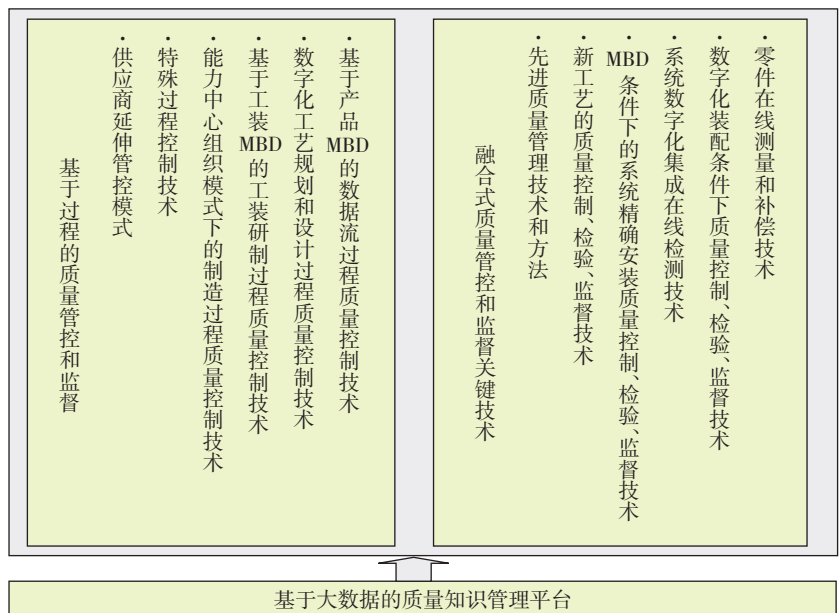 ·零件在线测量和补偿技术
·数字化装配条件下质量控制、检验、监督技术
·系统数字化集成在线检测技术
·MBD条件下的系统精确安装质量控制、检验、监督技术
·新工艺的质量控制、检验、监督技术
·先进质量管理技术和方法
融合式质量管控和监督关键技术
·基于产品MBD的数据流过程质量控制技术
·数字化工艺规划和设计过程质量控制技术
·基于工装MBD的工装研制过程质量控制技术
·能力中心组织模式下的制造过程质量控制技术
·特殊过程控制技术
·供应商延伸管控模式
基于过程的质量管控和监督
基于大数据的质量知识管理平台